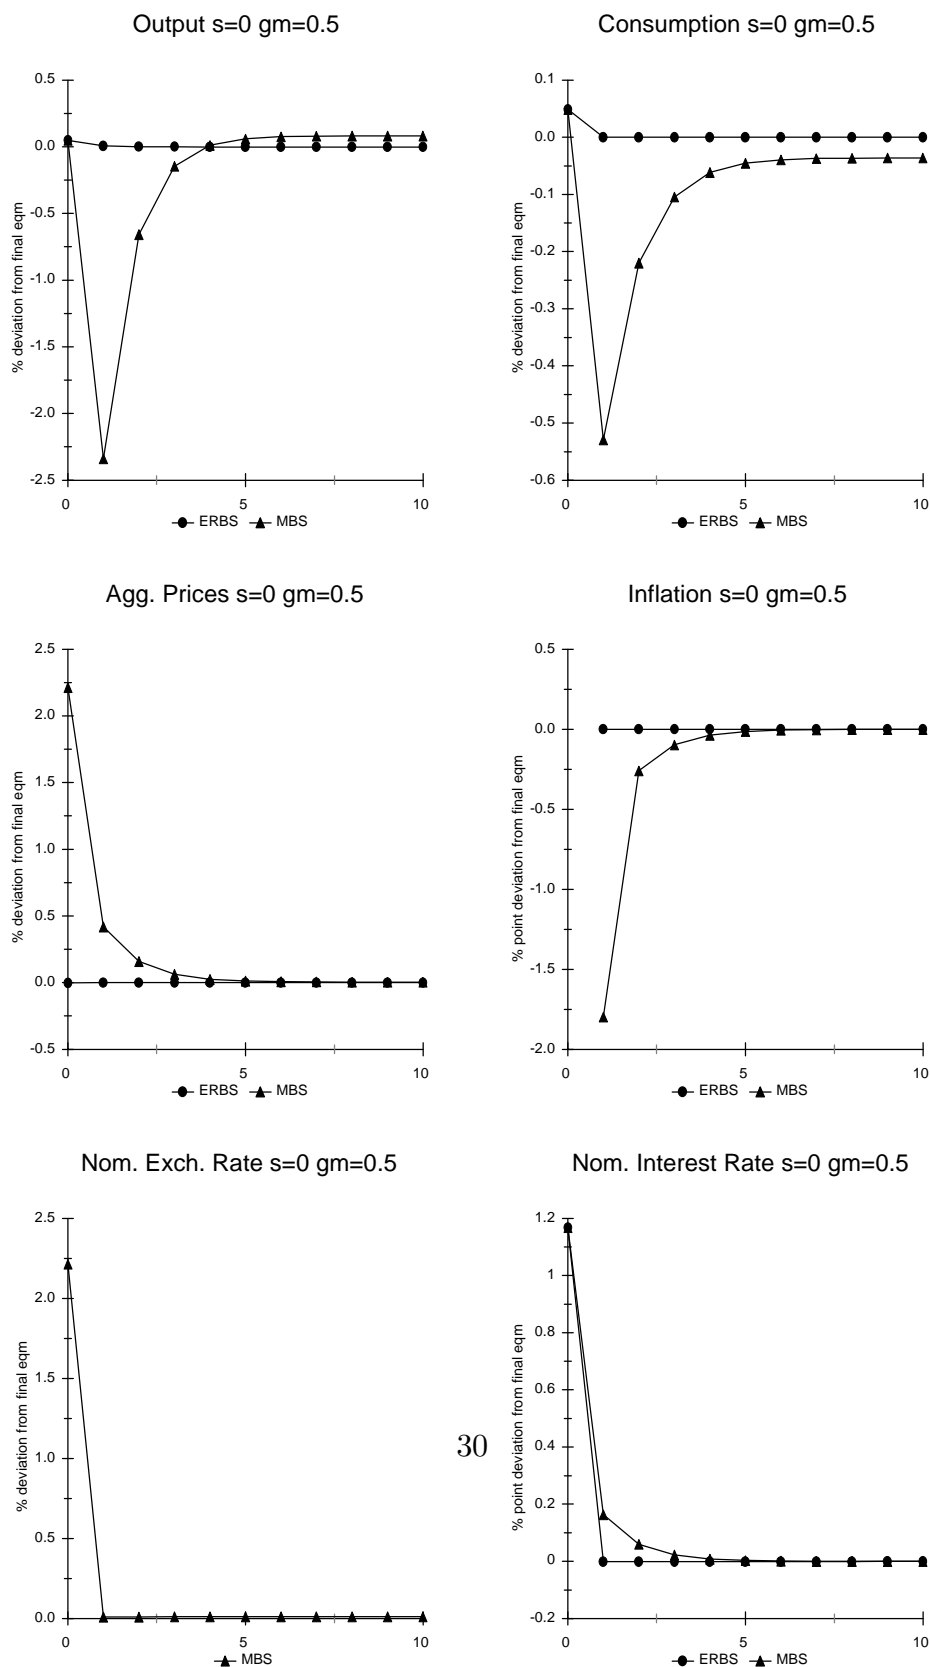 Output s=0 gm=0.5
% deviation from final eqm
0.5
0.0
-0.5
-1.0
-1.5
-2.0
-2.5
0 5 10
ERBS MBS
Consumption s=0 gm=0.5
% deviation from final eqm
0.1
0.0
-0.1
-0.2
-0.3
-0.4
-0.5
-0.6
0 5 10
ERBS MBS
Agg. Prices s=0 gm=0.5
% deviation from final eqm
2.5
2.0
1.5
1.0
0.5
0.0
-0.5
0 5 10
ERBS MBS
Inflation s=0 gm=0.5
% point deviation from final eqm
0.5
0.0
-0.5
-1.0
-1.5
-2.0
0 5 10
ERBS MBS
Nom. Exch. Rate s=0 gm=0.5
% deviation from final eqm
2.5
2.0
1.5
1.0
0.5
0.0
0 5 10
MBS
Nom. Interest Rate s=0 gm=0.5
% point deviation from final eqm
1.2
1
0.8
0.6
0.4
0.2
0
-0.2
0 5 10
ERBS MBS
30